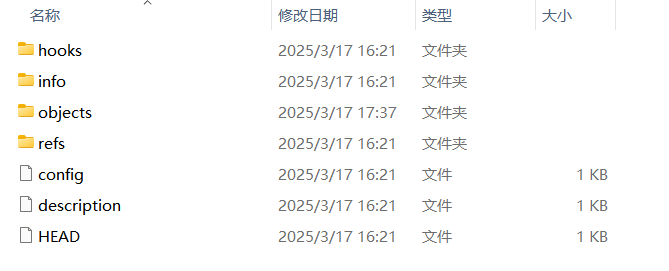 名称 修改日期 类型 大小
hooks 2025/3/17 16:21 文件夹
info 2025/3/17 16:21 文件夹
objects 2025/3/17 17:37 文件夹
refs 2025/3/17 16:21 文件夹
config 2025/3/17 16:21 文件 1 KB
description 2025/3/17 16:21 文件 1 KB
HEAD 2025/3/17 16:21 文件 1 KB